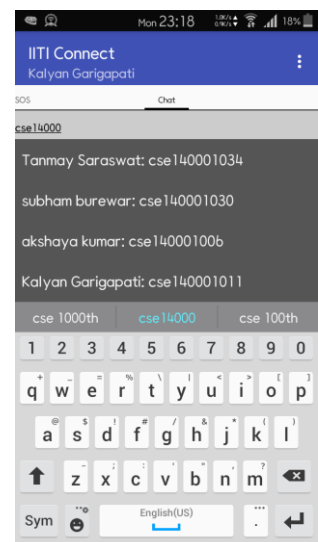 Mon 23:18 18%
IITI Connect
Kalyan Garigapati
SOS Chat
cse14000
Tanmay Saraswat: cse140001034
subham burewar: cse140001030
akshaya kumar: cse140001006
Kalyan Garigapati: cse140001011
cse 1000th cse14000 cse 100th
1 2 3 4 5 6 7 8 9 0
q w e r t y u i o p
a s d f g h j k l
z x c v b n m
Sym English(US) .